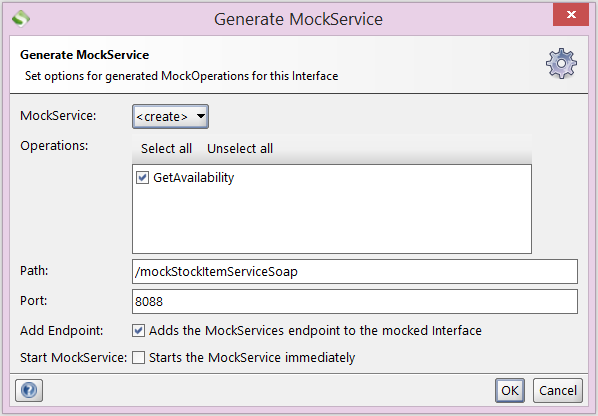 Generate MockService
Generate MockService
Set options for generated MockOperations for this Interface
MockService: <create>
Operations: Select all Unselect all
GetAvailability
Path: /mockStockItemServiceSoap
Port: 8088
Add Endpoint: Adds the MockServices endpoint to the mocked Interface
Start MockService: Starts the MockService immediately
? OK Cancel